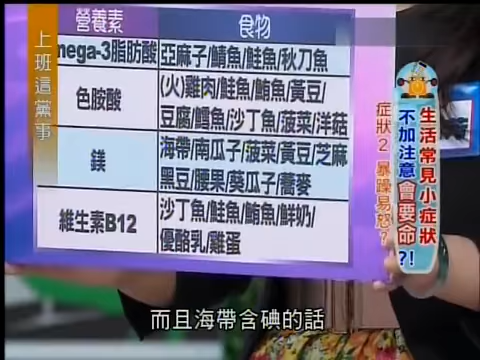 上班這黨事
營養素 食物
mega-3脂肪酸 亞麻子/鯖魚/鮭魚/秋刀魚
色胺酸 (火)雞肉/鮭魚/鮪魚/黃豆/
豆腐/鱈魚/沙丁魚/菠菜/洋菇
鎂 海帶/南瓜子/菠菜/黃豆/芝麻
黑豆/腰果/葵瓜子/蕎麥
維生素B12 沙丁魚/鮭魚/鮪魚/鮮奶/
優酪乳/雞蛋
生活常見小症狀
不加注意會要命?!
症狀2 暴躁易怒?
而且海帶含碘的話